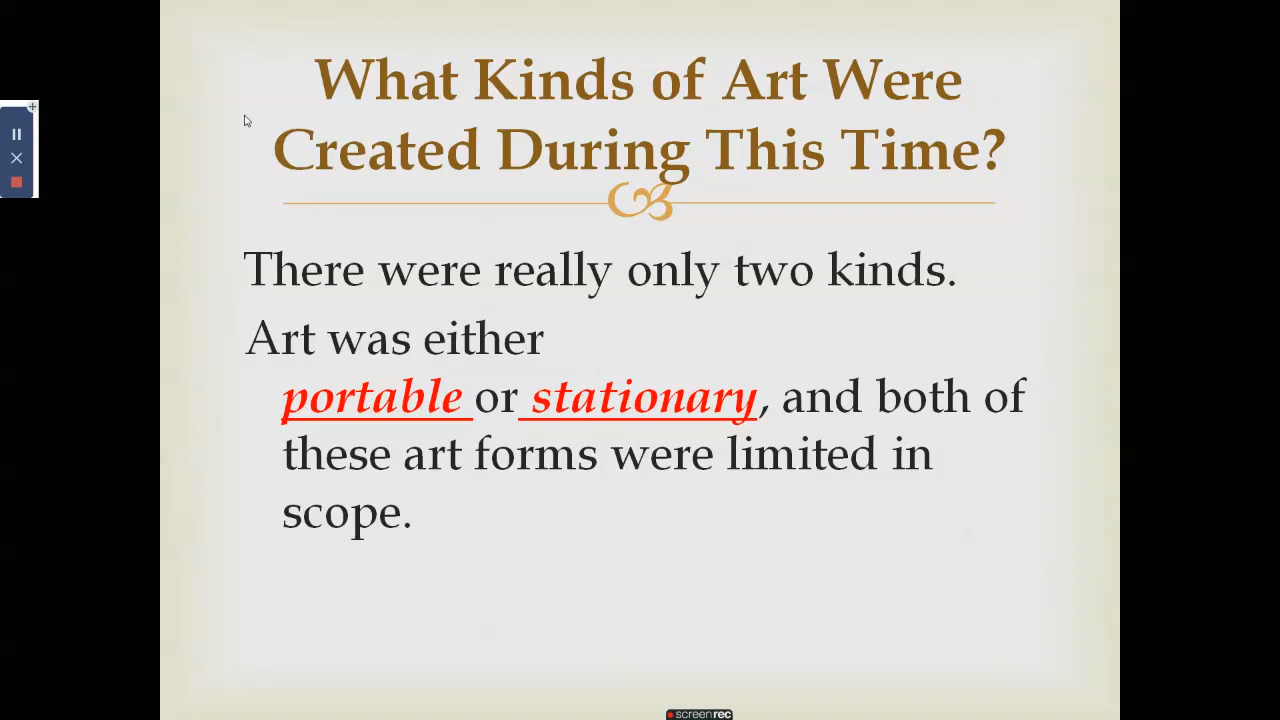 What Kinds of Art Were
Created During This Time?
There were really only two kinds.
Art was either
portable or stationary, and both of
these art forms were limited in
scope.
screenrec